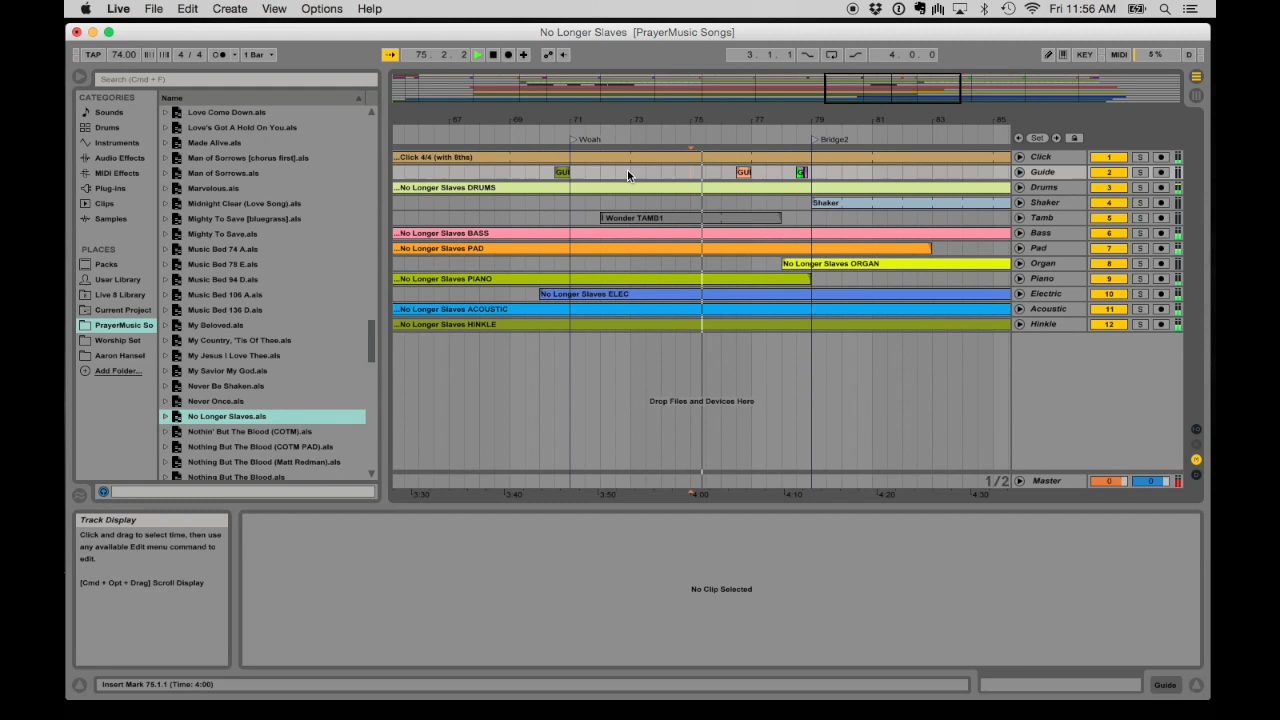 Live File Edit Create View Options Help Fri 11:56 AM
No Longer Slaves [PrayerMusic Songs]
TAP 74.00 4 / 4 1 Bar 75. 2. 2 3. 1. 1 4. 0. 0 KEY MIDI 5 % D
Search (Cmd + F)
CATEGORIES
Sounds
Drums
Instruments
Audio Effects
MIDI Effects
Plug-ins
Clips
Samples
PLACES
Packs
User Library
Live 8 Library
Current Project
PrayerMusic So
Worship Set
Aaron Hansel
Add Folder...
Name
Love Come Down.als
Love's Got A Hold On You.als
Made Alive.als
Man of Sorrows [chorus first].als
Man of Sorrows.als
Marvelous.als
Midnight Clear (Love Song).als
Mighty To Save [bluegrass].als
Mighty To Save.als
Music Bed 74 A.als
Music Bed 78 E.als
Music Bed 94 D.als
Music Bed 106 A.als
Music Bed 136 D.als
My Beloved.als
My Country, 'Tis Of Thee.als
My Jesus I Love Thee.als
My Savior My God.als
Never Be Shaken.als
Never Once.als
No Longer Slaves.als
Nothin' But The Blood (COTM).als
Nothing But The Blood (COTM PAD).als
Nothing But The Blood (Matt Redman).als
Nothing But The Blood.als
67 69 71 73 75 77 79 81 83 85
Woah Bridge2 Set
...Click 4/4 (with 8ths) Click 1 S
GUI GUI G Guide 2 S
...No Longer Slaves DRUMS Drums 3 S
Shaker Shaker 4 S
Wonder TAMB1 Tamb 5 S
...No Longer Slaves BASS Bass 6 S
...No Longer Slaves PAD Pad 7 S
No Longer Slaves ORGAN Organ 8 S
...No Longer Slaves PIANO Piano 9 S
No Longer Slaves ELEC Electric 10 S
...No Longer Slaves ACOUSTIC Acoustic 11 S
...No Longer Slaves HINKLE Hinkle 12 S
Drop Files and Devices Here
1/2 Master 0 0
3:30 3:40 3:50 4:00 4:10 4:20 4:30
Track Display
Click and drag to select time, then use
any available Edit menu command to
edit.
[Cmd + Opt + Drag] Scroll Display
No Clip Selected
Insert Mark 75.1.1 (Time: 4:00)
Guide